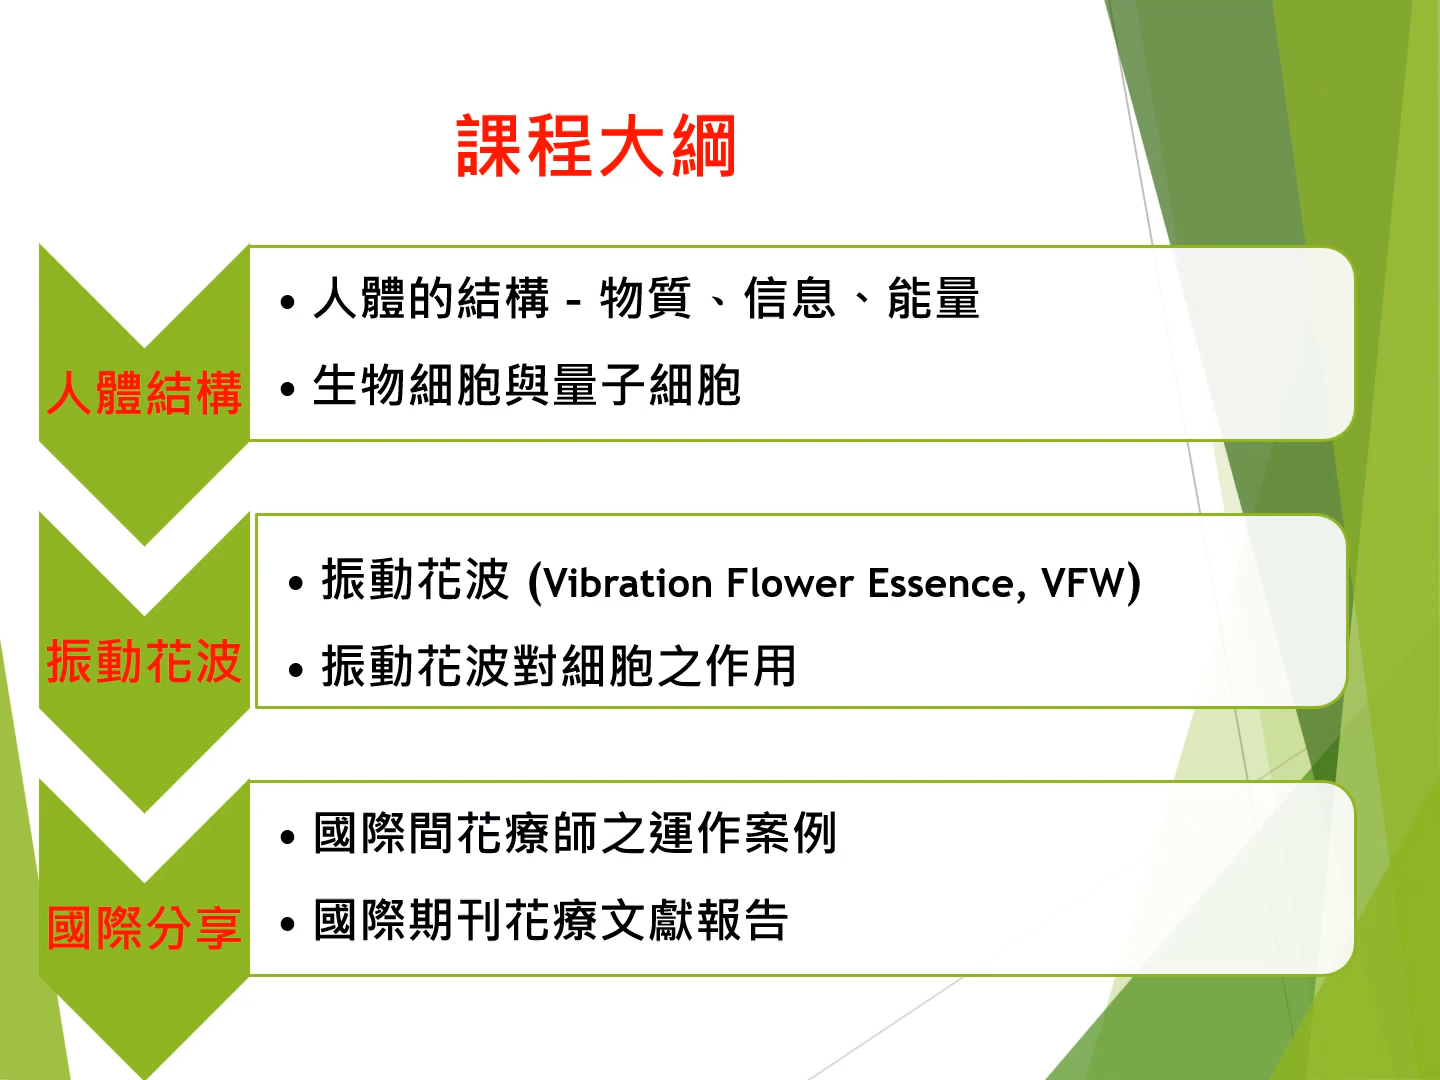 課程大綱
人體結構
• 人體的結構 - 物質、信息、能量
• 生物細胞與量子細胞
振動花波
• 振動花波 (Vibration Flower Essence, VFW)
• 振動花波對細胞之作用
國際分享
• 國際間花療師之運作案例
• 國際期刊花療文獻報告